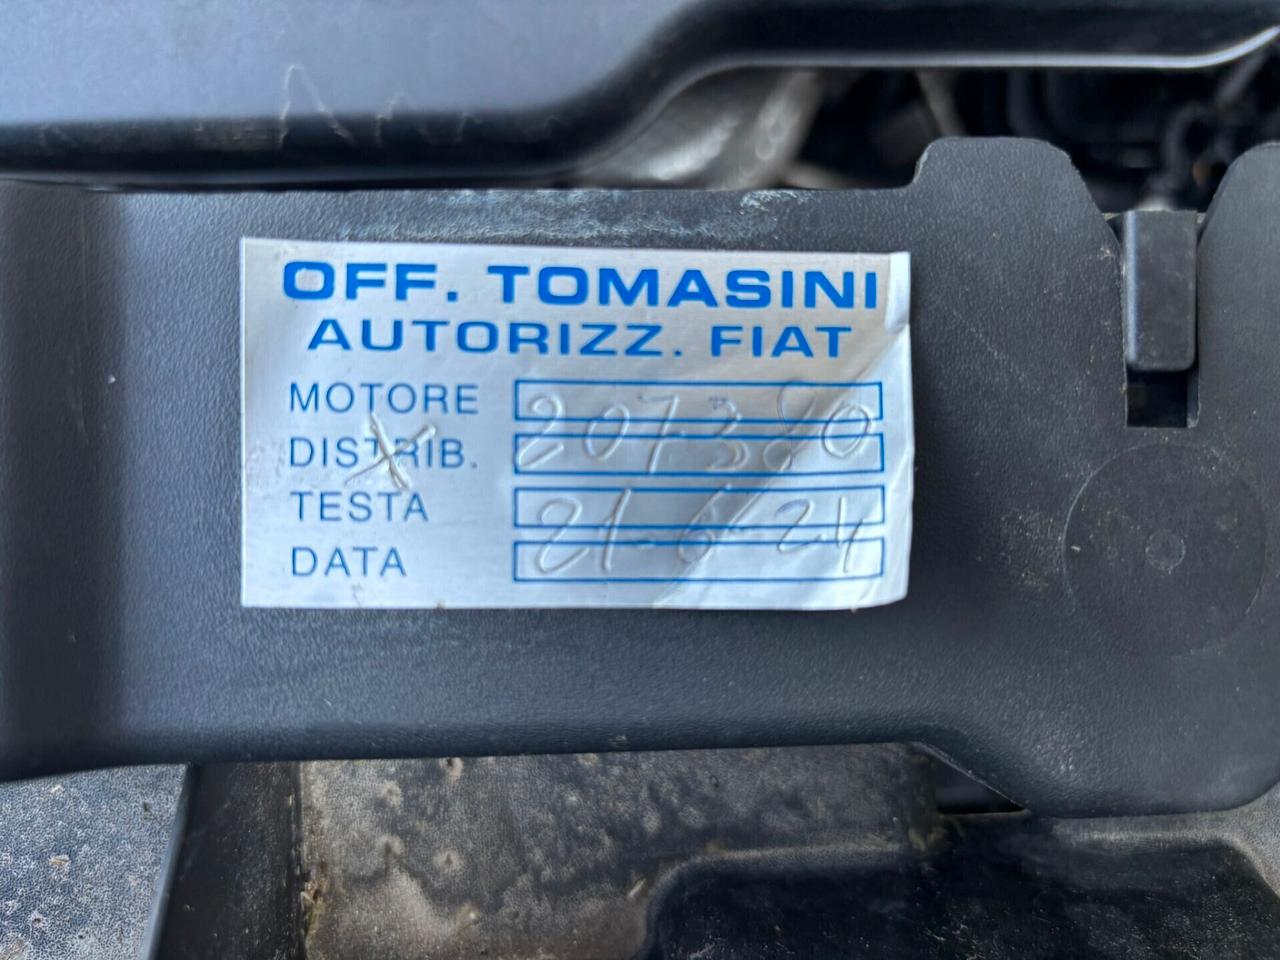 OFF. TOMASINI
AUTORIZZ. FIAT
MOTORE
DISTRIB. X 207380
TESTA
DATA 21-6-24